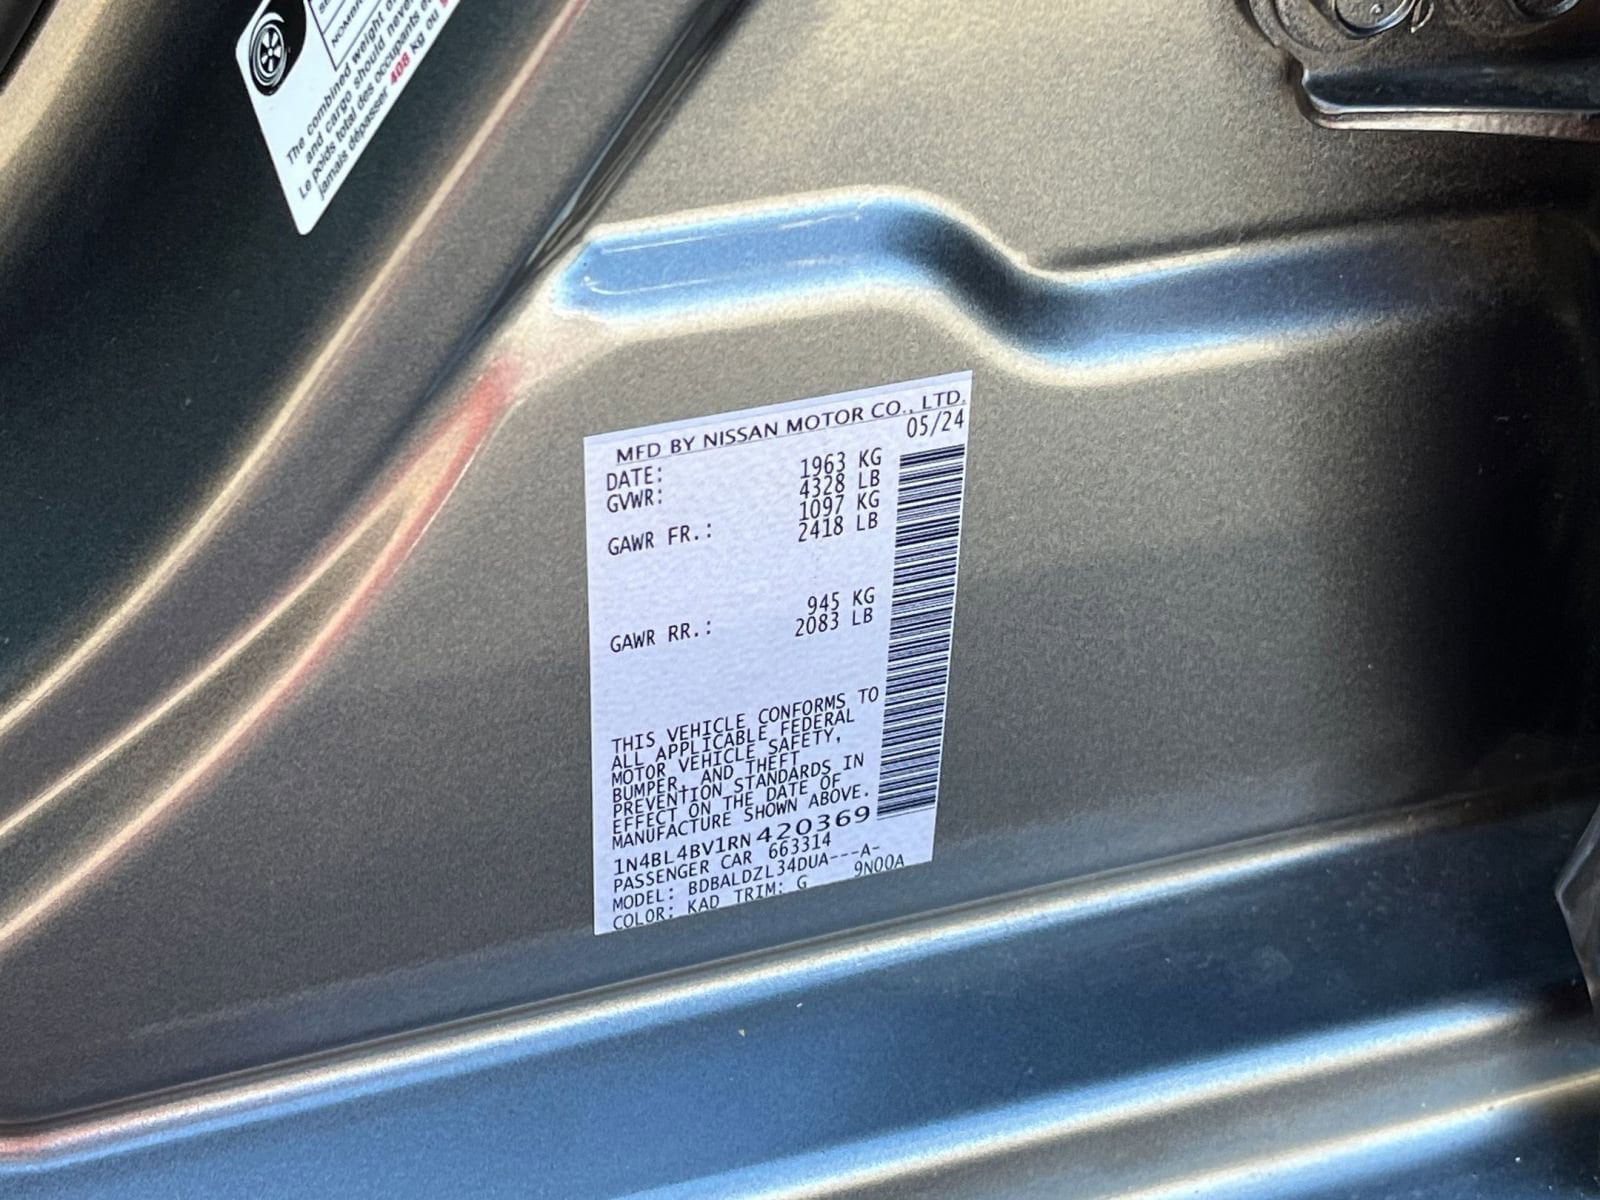 The combined weight o
and cargo should neve
Le poids total des occupants e
jamais dépasser 408 kg ou
MFD BY NISSAN MOTOR CO., LTD.
DATE: 05/24
GVWR: 1963 KG
4328 LB
GAWR FR.: 1097 KG
2418 LB
GAWR RR.: 945 KG
2083 LB
THIS VEHICLE CONFORMS TO
ALL APPLICABLE FEDERAL
MOTOR VEHICLE SAFETY,
BUMPER, AND THEFT
PREVENTION STANDARDS IN
EFFECT ON THE DATE OF
MANUFACTURE SHOWN ABOVE.
1N4BL4BV1RN420369
PASSENGER CAR 663314
MODEL: BDBALDZL34DUA---A-
COLOR: KAD TRIM: G 9N00A